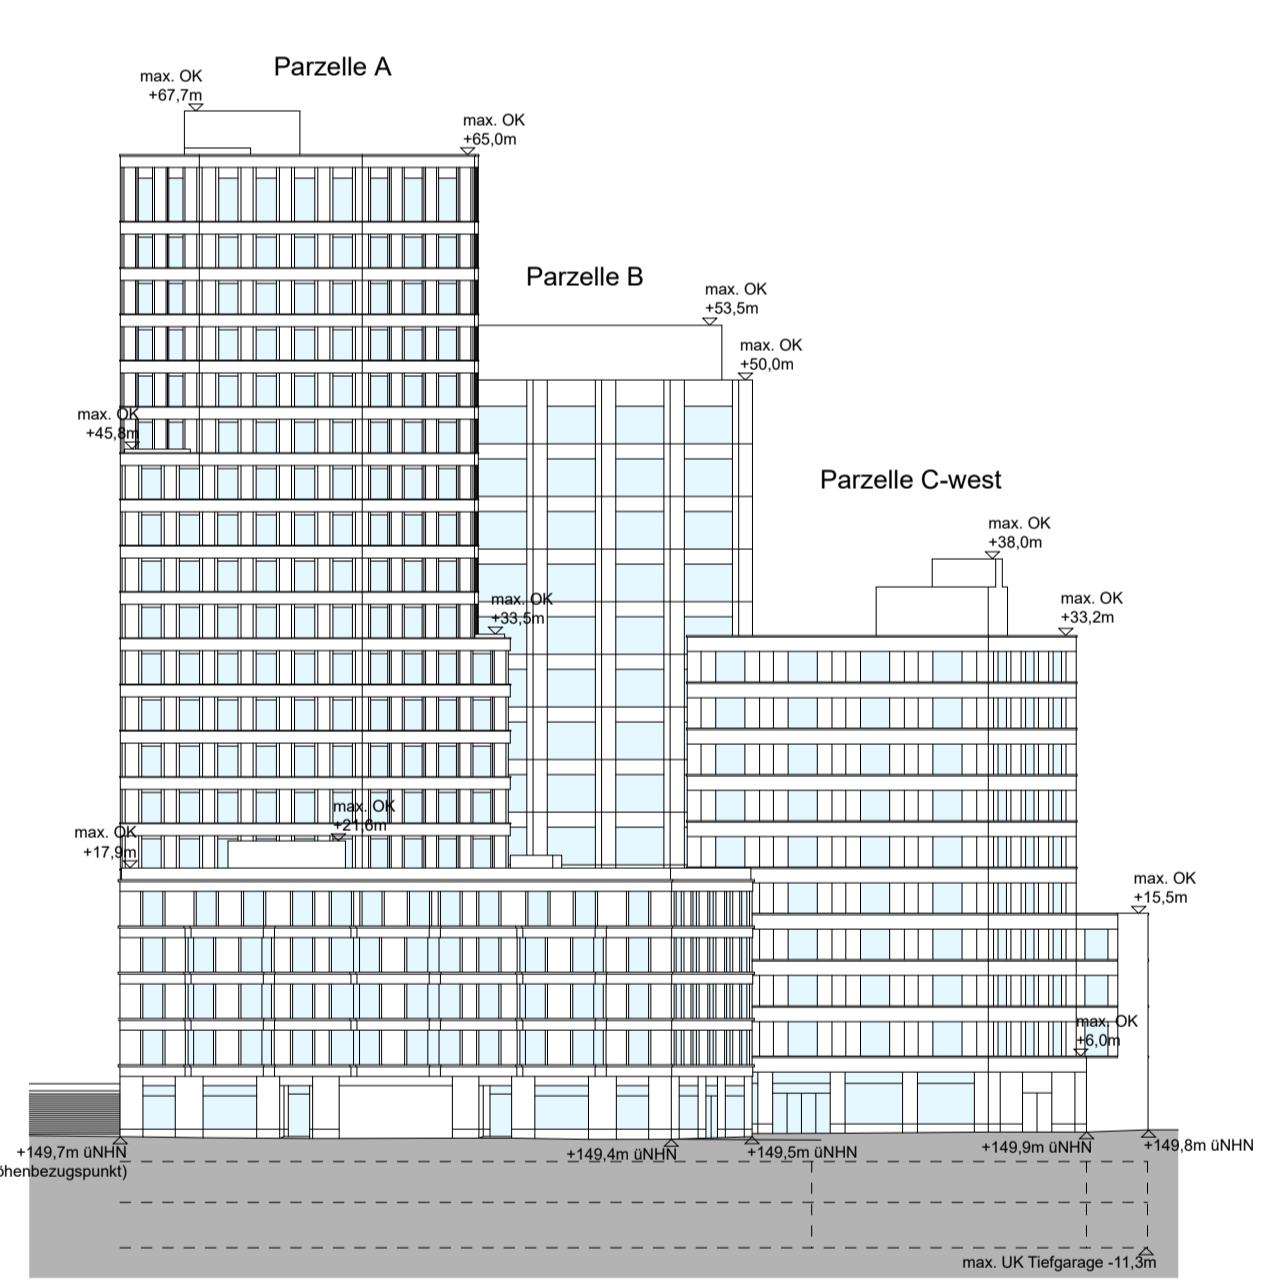 Parzelle A
max. OK
+67,7m
max. OK
+65,0m
Parzelle B
max. OK
+53,5m
max. OK
+50,0m
max. OK
+45,8m
Parzelle C-west
max. OK
+38,0m
max. OK
+33,5m
max. OK
+33,2m
max. OK
+21,6m
max. OK
+17,9m
max. OK
+15,5m
max. OK
+6,0m
+149,7m üNHN
öhenbezugspunkt)
+149,4m üNHN
+149,5m üNHN
+149,9m üNHN
+149,8m üNHN
max. UK Tiefgarage -11,3m